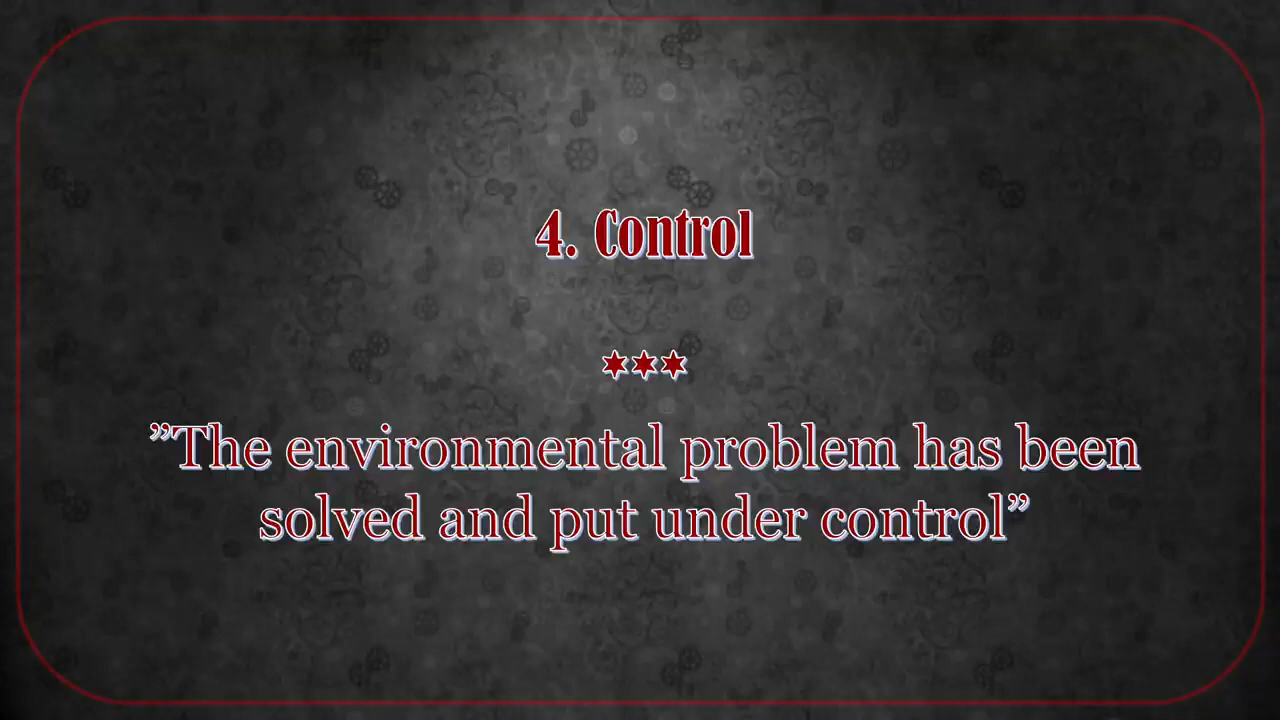 4. Control
✶✶✶
”The environmental problem has been
solved and put under control”